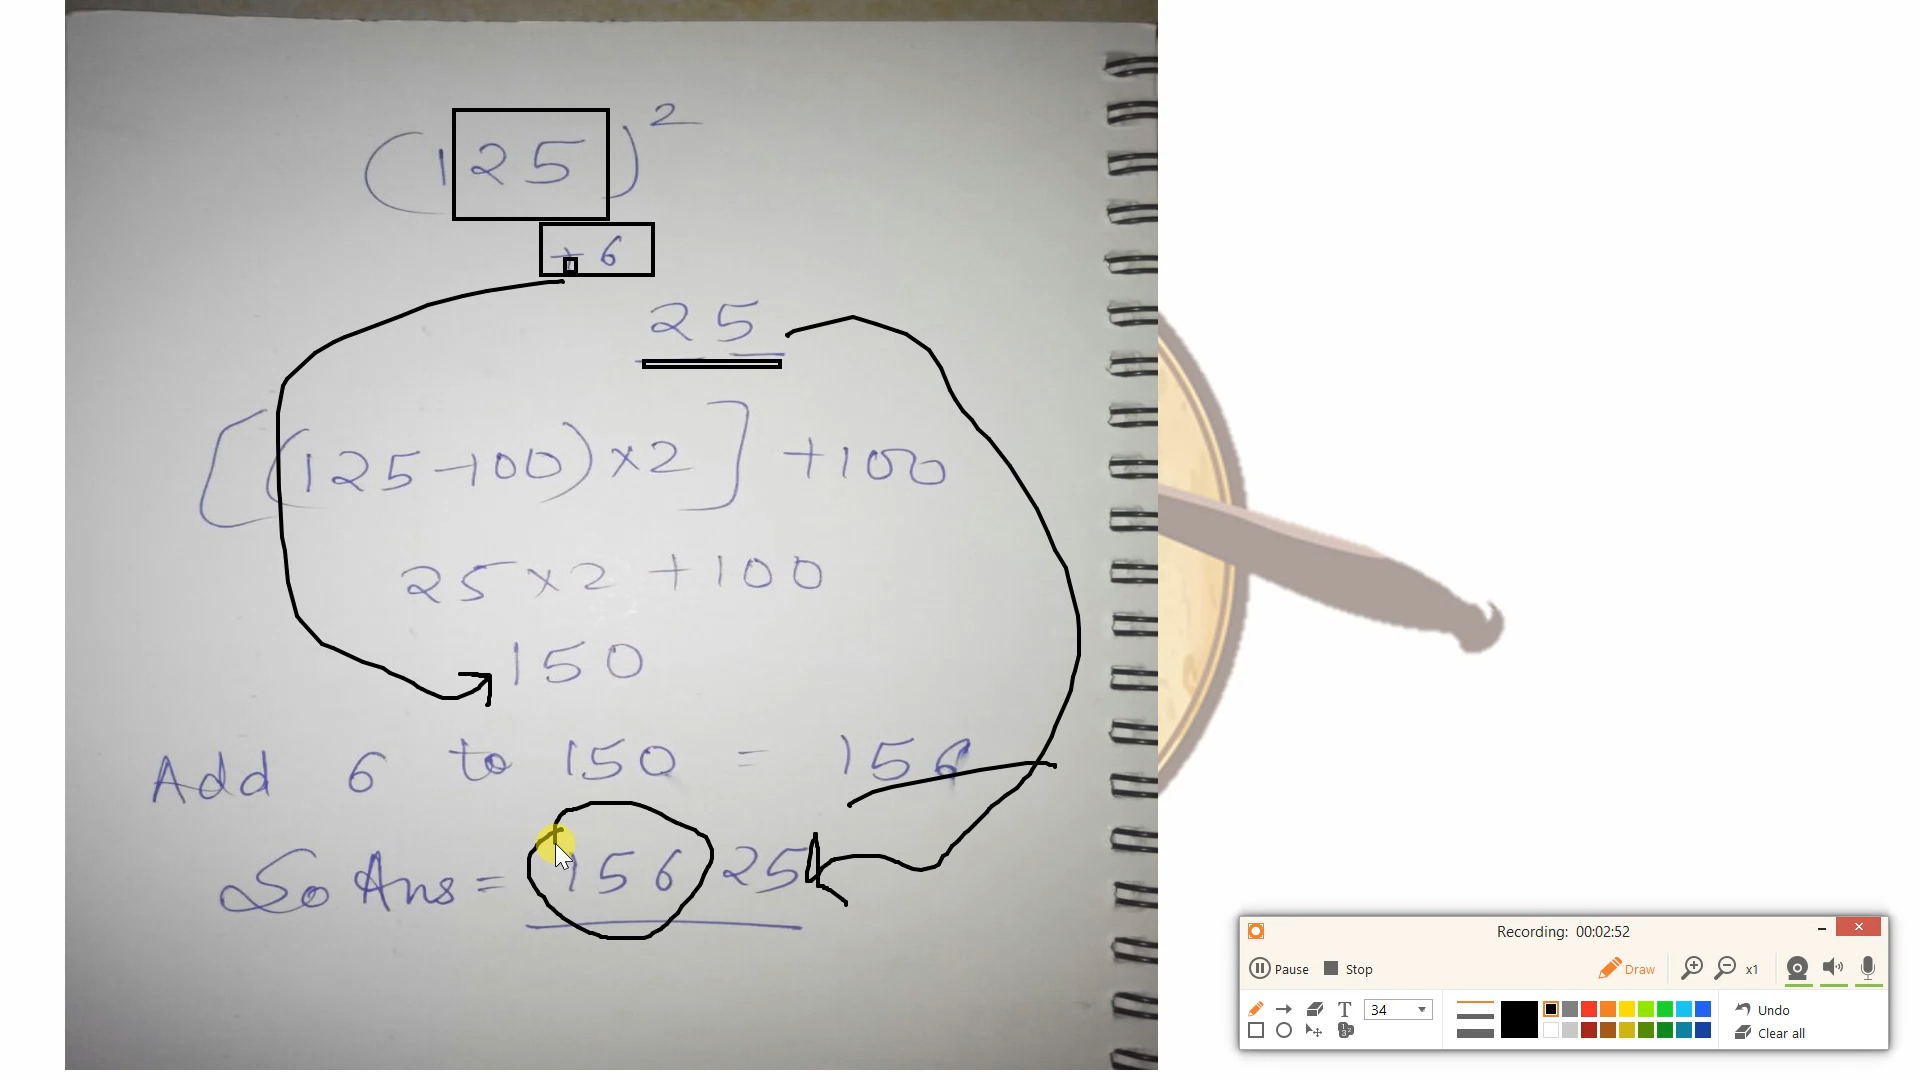 (125)²
+6
25
[(125-100)×2] +100
25×2 +100
150
Add 6 to 150 = 156
So Ans = 156 25
Recording: 00:02:52
Pause Stop Draw x1
T 34 Undo
Clear all